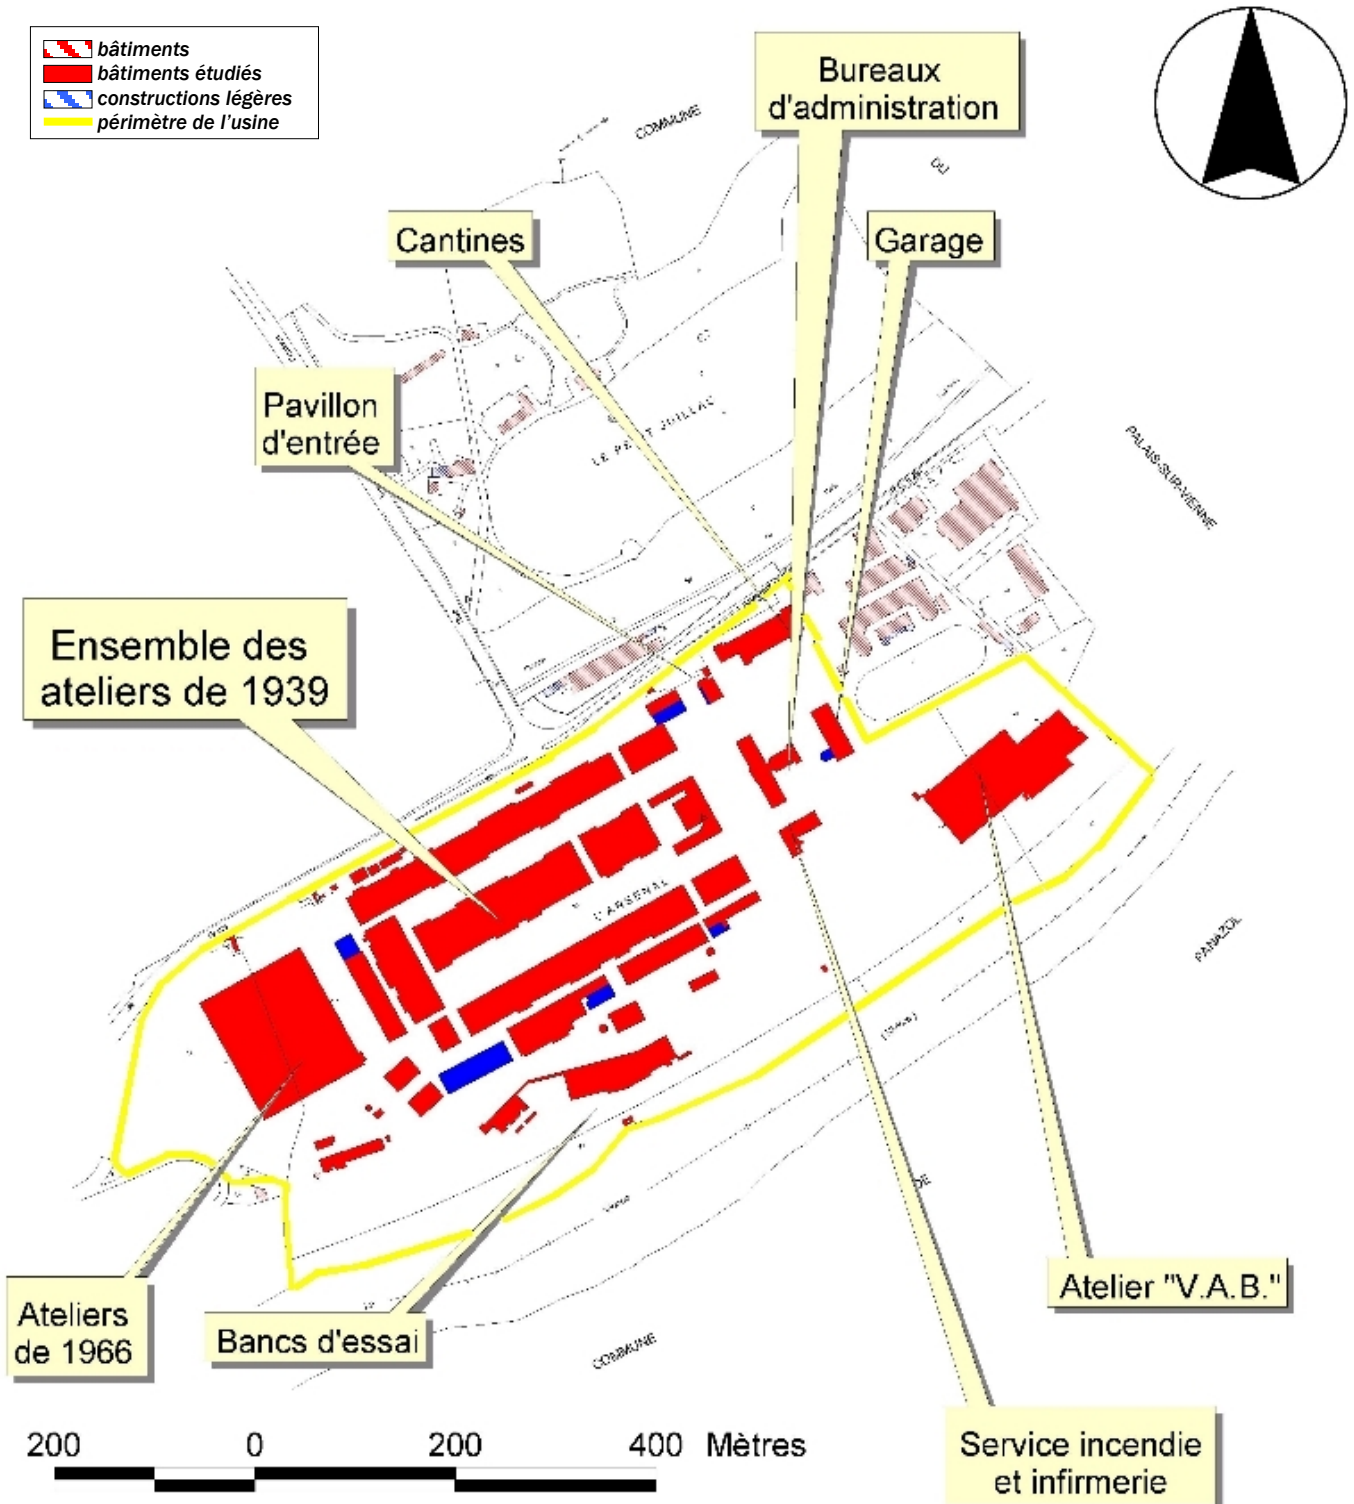 bâtiments
bâtiments étudiés
constructions légères
périmètre de l'usine
Bureaux
d'administration
COMMUNE
DU
Cantines
Garage
Pavillon
d'entrée
LE PETIT JUILLAC
PALAIS-SUR-VIENNE
Ensemble des
ateliers de 1939
L'ARSENAL
PANAZOL
DE
Atelier "V.A.B."
Ateliers
de 1966
Bancs d'essai
COMMUNE
200 0 200 400 Mètres
Service incendie
et infirmerie